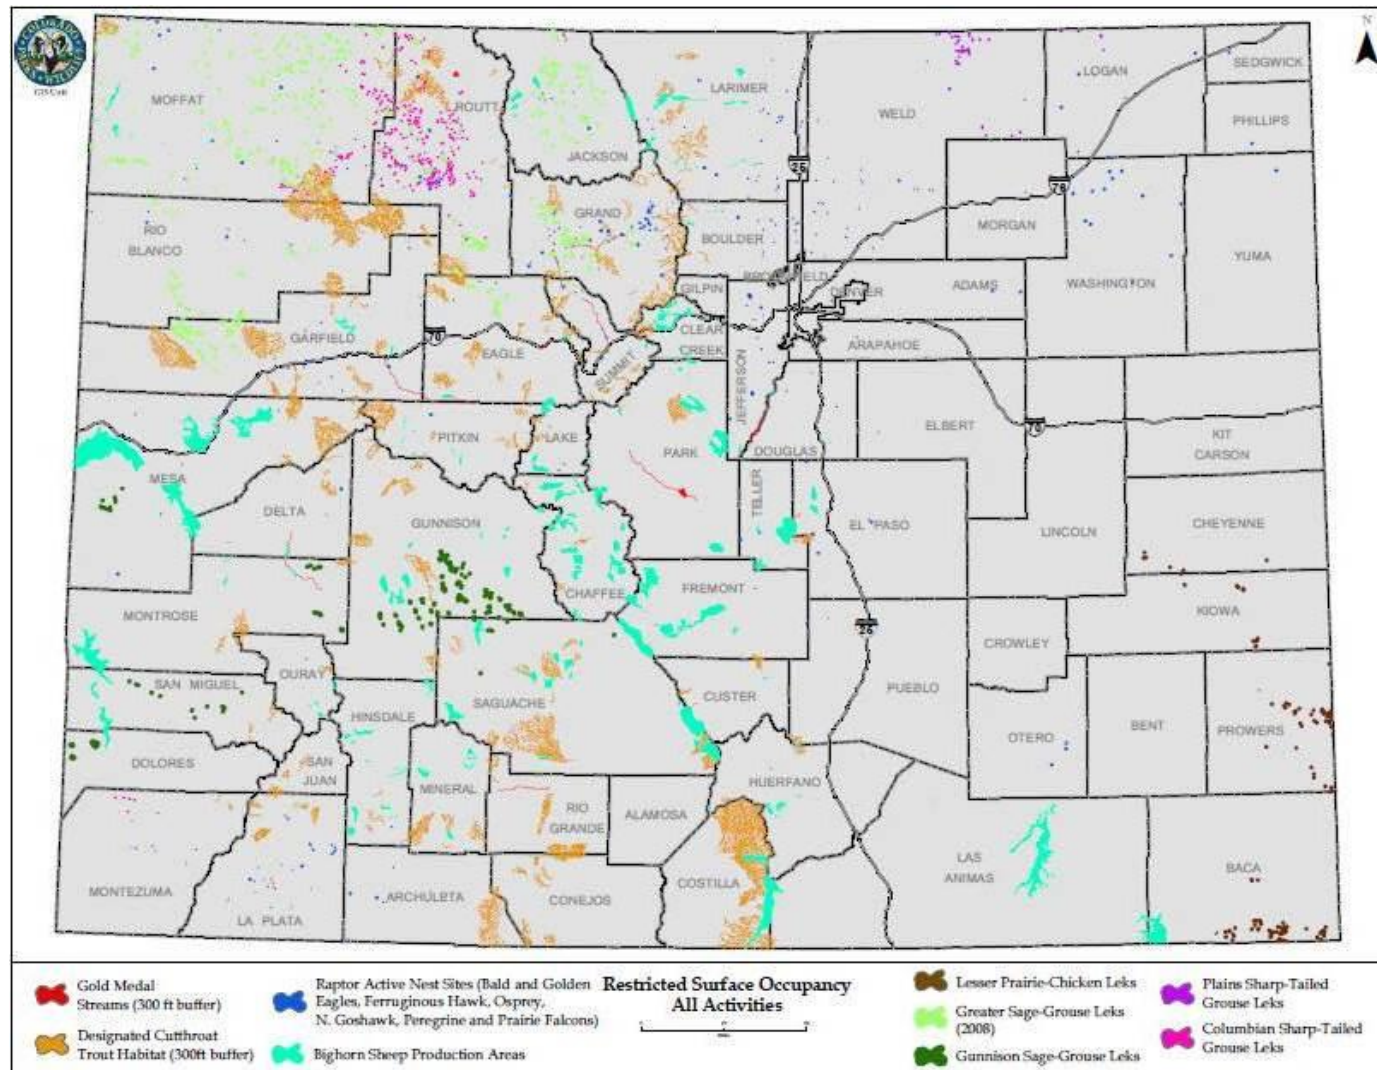 COLORADO
PARKS
WILDLIFE
GIS Unit
N
MOFFAT
ROUTT
LARIMER
LOGAN
SEDGWICK
WELD
PHILLIPS
JACKSON
25
76
GRAND
RIO
BLANCO
BOULDER
MORGAN
YUMA
BROOMFIELD
GILPIN
DENVER
ADAMS
WASHINGTON
GARFIELD
70
EAGLE
CLEAR
CREEK
ARAPAHOE
SUMMIT
JEFFERSON
PITKIN
LAKE
PARK
DOUGLAS
ELBERT
70
KIT
CARSON
MESA
DELTA
GUNNISON
TELLER
EL PASO
LINCOLN
CHEYENNE
MONTROSE
CHAFFEE
FREMONT
KIOWA
25
CROWLEY
OURAY
SAN MIGUEL
HINSDALE
SAGUACHE
CUSTER
PUEBLO
OTERO
BENT
PROWERS
DOLORES
SAN
JUAN
MINERAL
HUERFANO
RIO
GRANDE
ALAMOSA
MONTEZUMA
LA PLATA
ARCHULETA
CONEJOS
COSTILLA
LAS
ANIMAS
BACA
Gold Medal
Streams (300 ft buffer)
Designated Cutthroat
Trout Habitat (300ft buffer)
Raptor Active Nest Sites (Bald and Golden
Eagles, Ferruginous Hawk, Osprey,
N. Goshawk, Peregrine and Prairie Falcons)
Bighorn Sheep Production Areas
Restricted Surface Occupancy
All Activities
Lesser Prairie-Chicken Leks
Greater Sage-Grouse Leks
(2008)
Gunnison Sage-Grouse Leks
Plains Sharp-Tailed
Grouse Leks
Columbian Sharp-Tailed
Grouse Leks